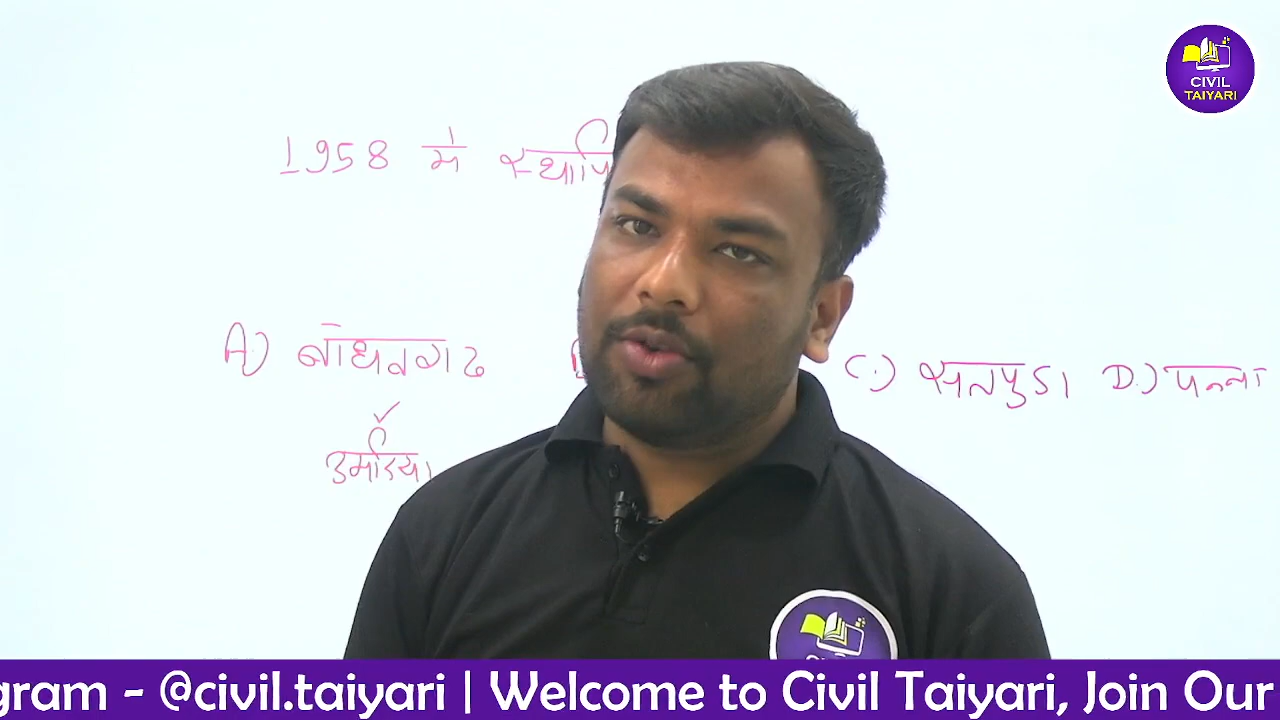 CIVIL
TAIYARI
1958 में स्थापि
A.) बाँधवगढ C.) सतपुडा D.) पन्ना
उमरिया
gram - @civil.taiyari | Welcome to Civil Taiyari, Join Our